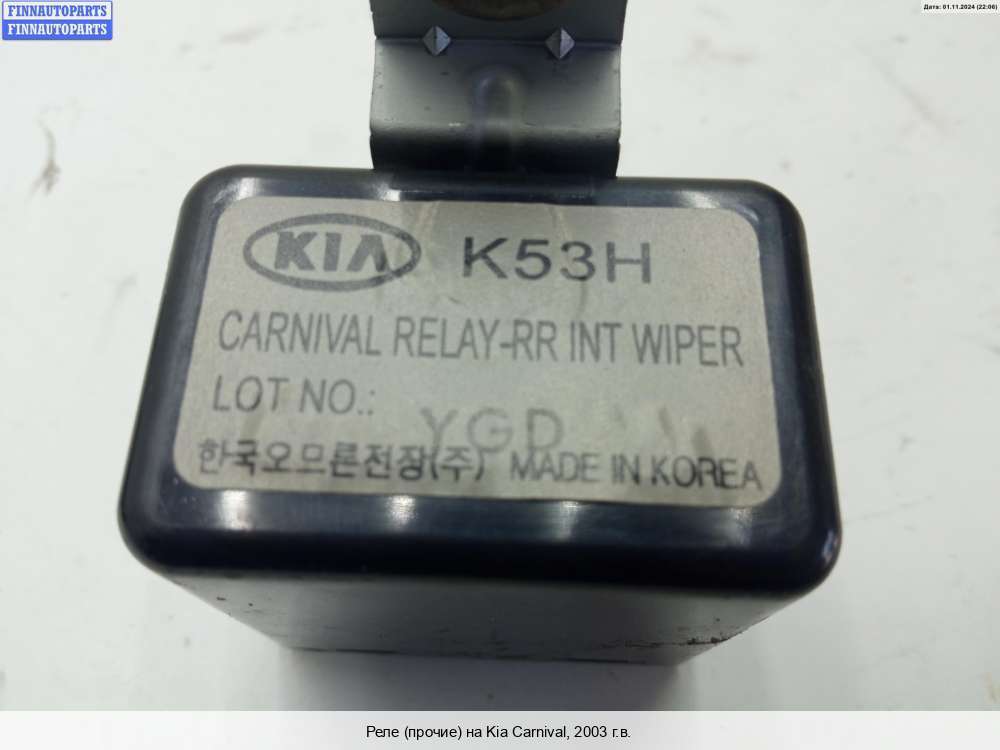 FINNAUTOPARTS
FINNAUTOPARTS
Дата: 01.11.2024 (22:06)
KIA K53H
CARNIVAL RELAY-RR INT WIPER
LOT NO.:
YGD
한국오므론전장(주) MADE IN KOREA
Реле (прочие) на Kia Carnival, 2003 г.в.